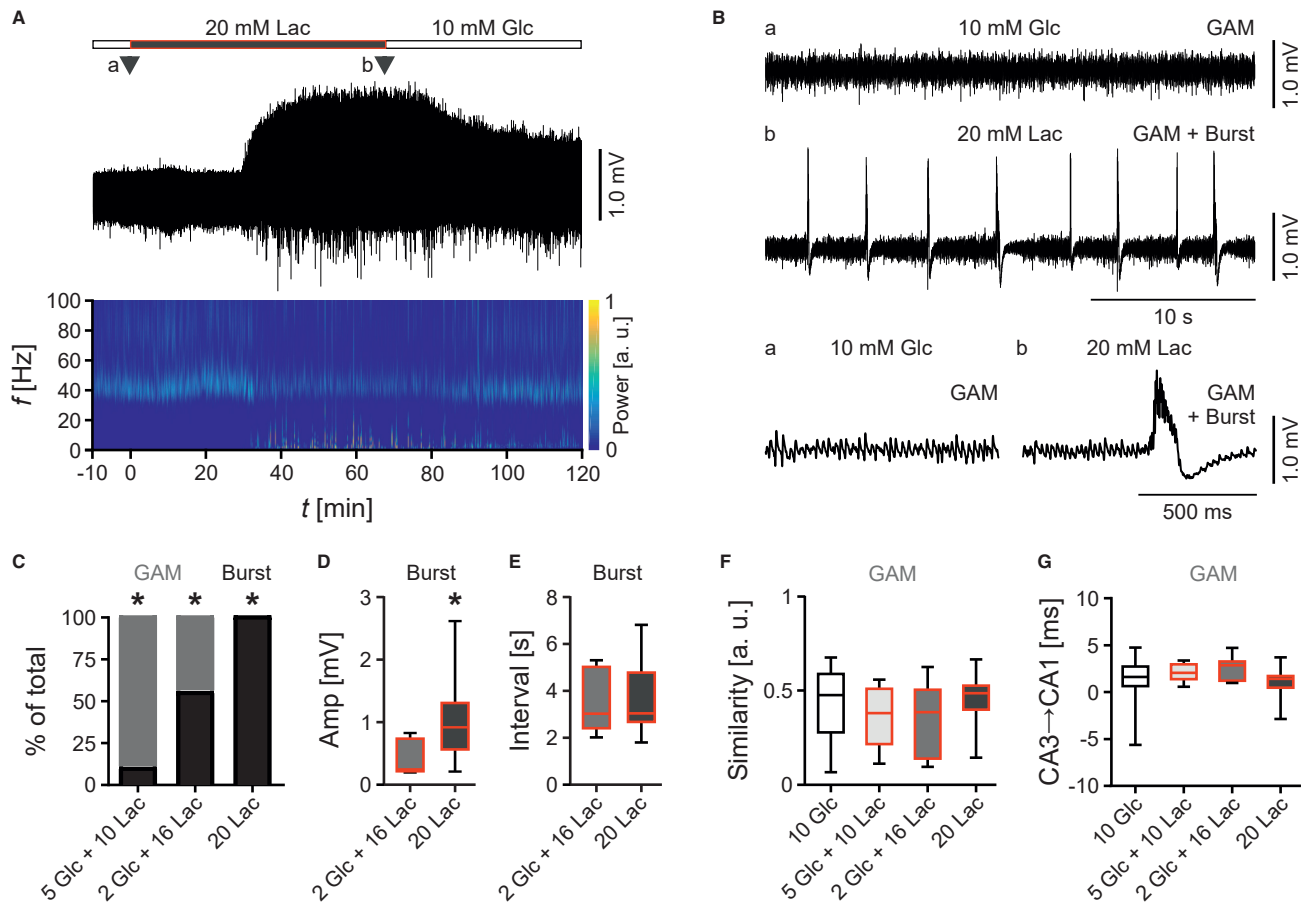 A
20 mM Lac
10 mM Glc
a
b
1.0 mV
100
80
60
40
20
0
f [Hz]
1
0
Power [a. u.]
-10
0
20
40
60
80
100
120
t [min]
B
a
10 mM Glc
GAM
1.0 mV
b
20 mM Lac
GAM + Burst
1.0 mV
10 s
a
10 mM Glc
GAM
b
20 mM Lac
GAM
+ Burst
1.0 mV
500 ms
C
GAM
Burst
* * *
100
75
50
25
0
% of total
5 Glc + 10 Lac
2 Glc + 16 Lac
20 Lac
D
Burst
*
3
2
1
0
Amp [mV]
2 Glc + 16 Lac
20 Lac
E
Burst
8
6
4
2
0
Interval [s]
2 Glc + 16 Lac
20 Lac
F
GAM
1
0.5
0
Similarity [a. u.]
10 Glc
5 Glc + 10 Lac
2 Glc + 16 Lac
20 Lac
G
GAM
10
5
0
-5
-10
CA3→CA1 [ms]
10 Glc
5 Glc + 10 Lac
2 Glc + 16 Lac
20 Lac